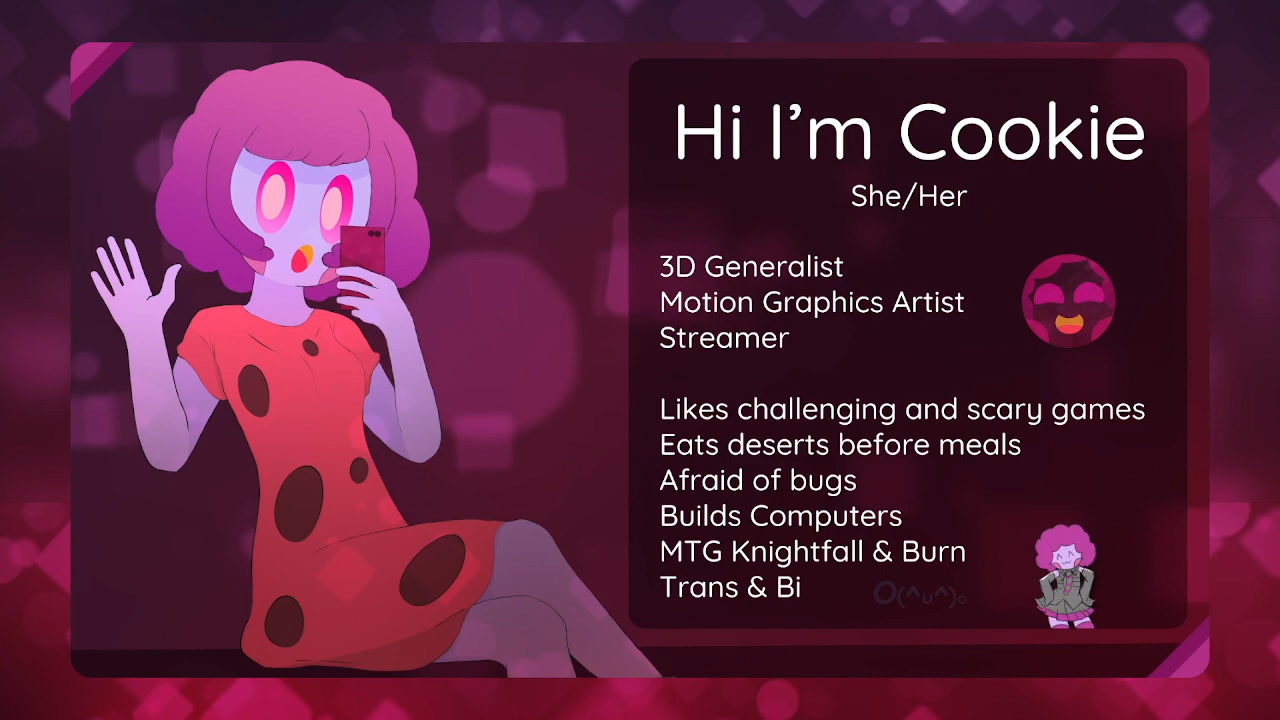 Hi I'm Cookie
She/Her
3D Generalist
Motion Graphics Artist
Streamer
Likes challenging and scary games
Eats deserts before meals
Afraid of bugs
Builds Computers
MTG Knightfall & Burn
Trans & Bi
O(^u^)o